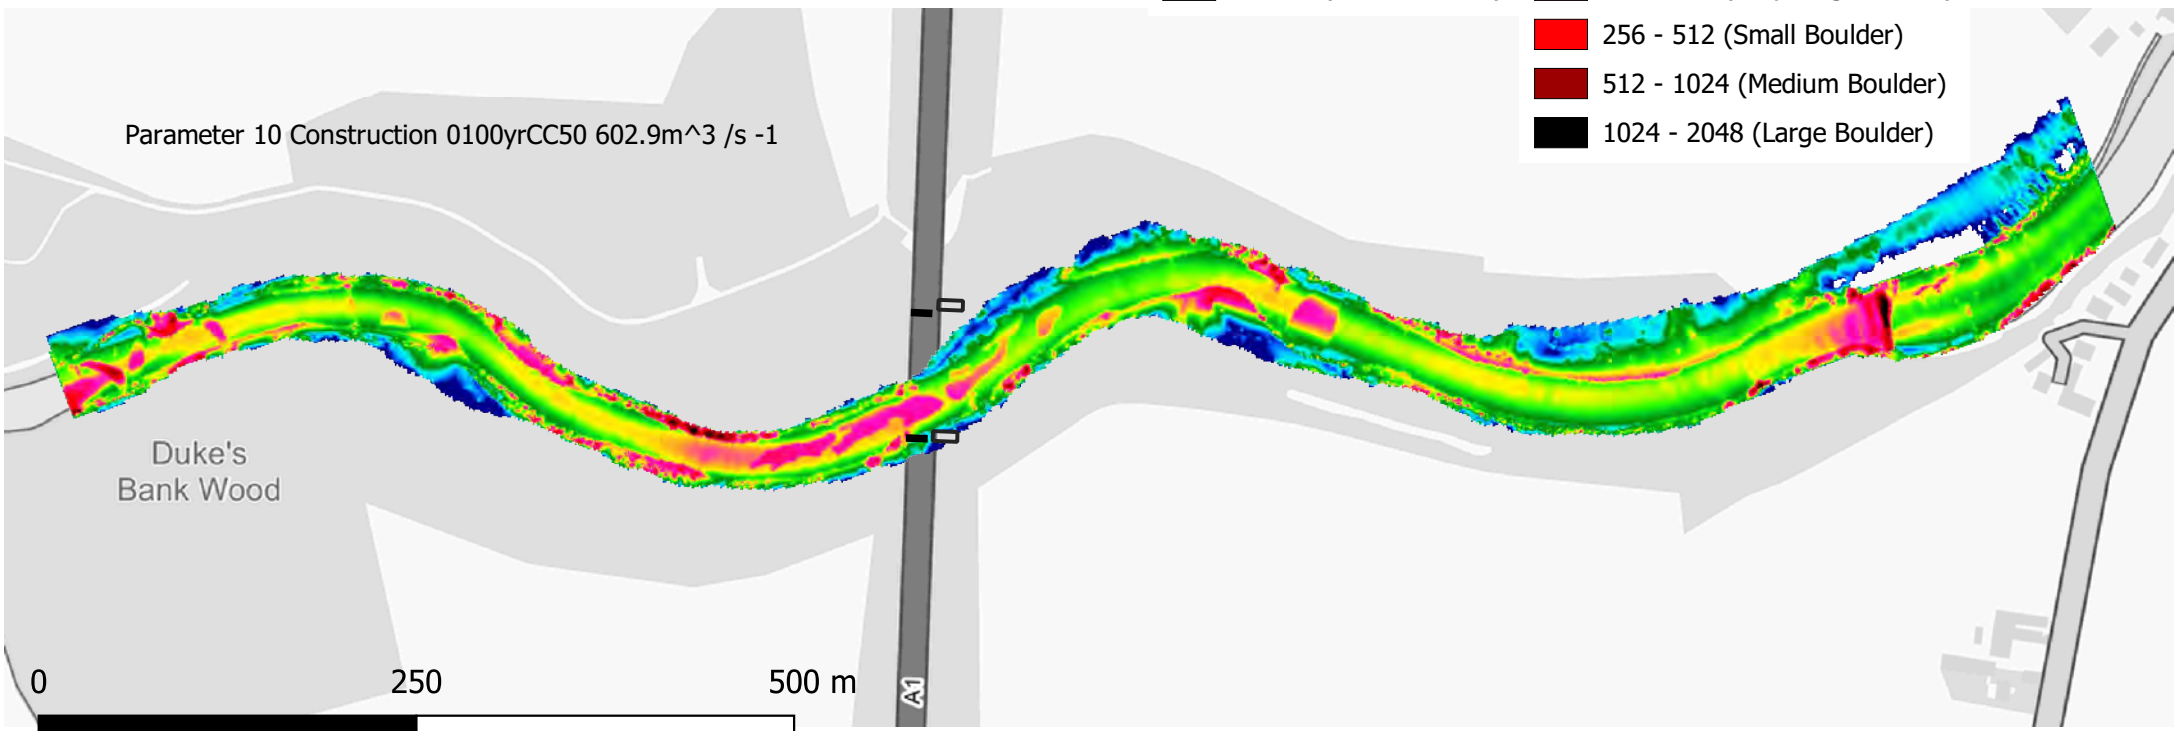 256 - 512 (Small Boulder)
512 - 1024 (Medium Boulder)
1024 - 2048 (Large Boulder)
Parameter 10 Construction 0100yrCC50 602.9m^3 /s -1
Duke's
Bank Wood
0 250 500 m
A1